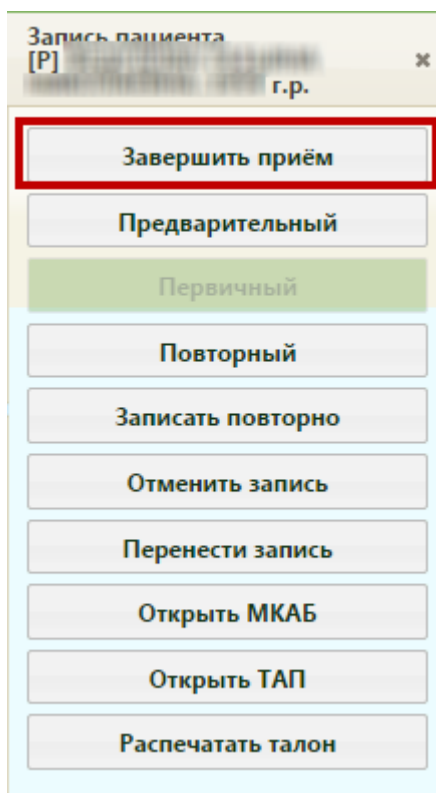 Запись пациента
[Р]
г.р.
×
Завершить приём
Предварительный
Первичный
Повторный
Записать повторно
Отменить запись
Перенести запись
Открыть МКАБ
Открыть ТАП
Распечатать талон